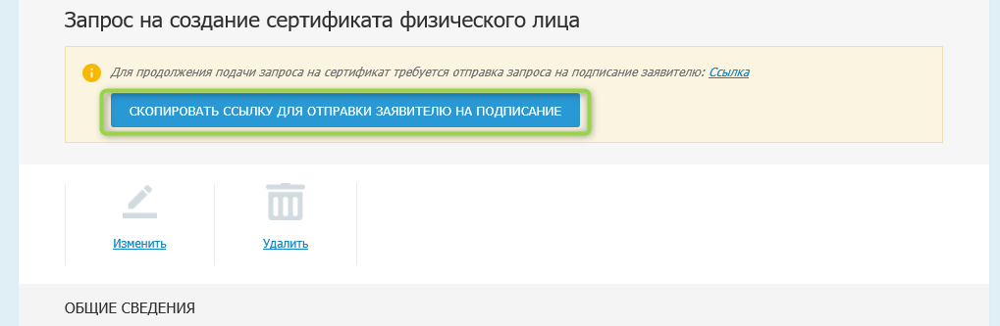 Запрос на создание сертификата физического лица
Для продолжения подачи запроса на сертификат требуется отправка запроса на подписание заявителю: Ссылка
СКОПИРОВАТЬ ССЫЛКУ ДЛЯ ОТПРАВКИ ЗАЯВИТЕЛЮ НА ПОДПИСАНИЕ
Изменить Удалить
ОБЩИЕ СВЕДЕНИЯ